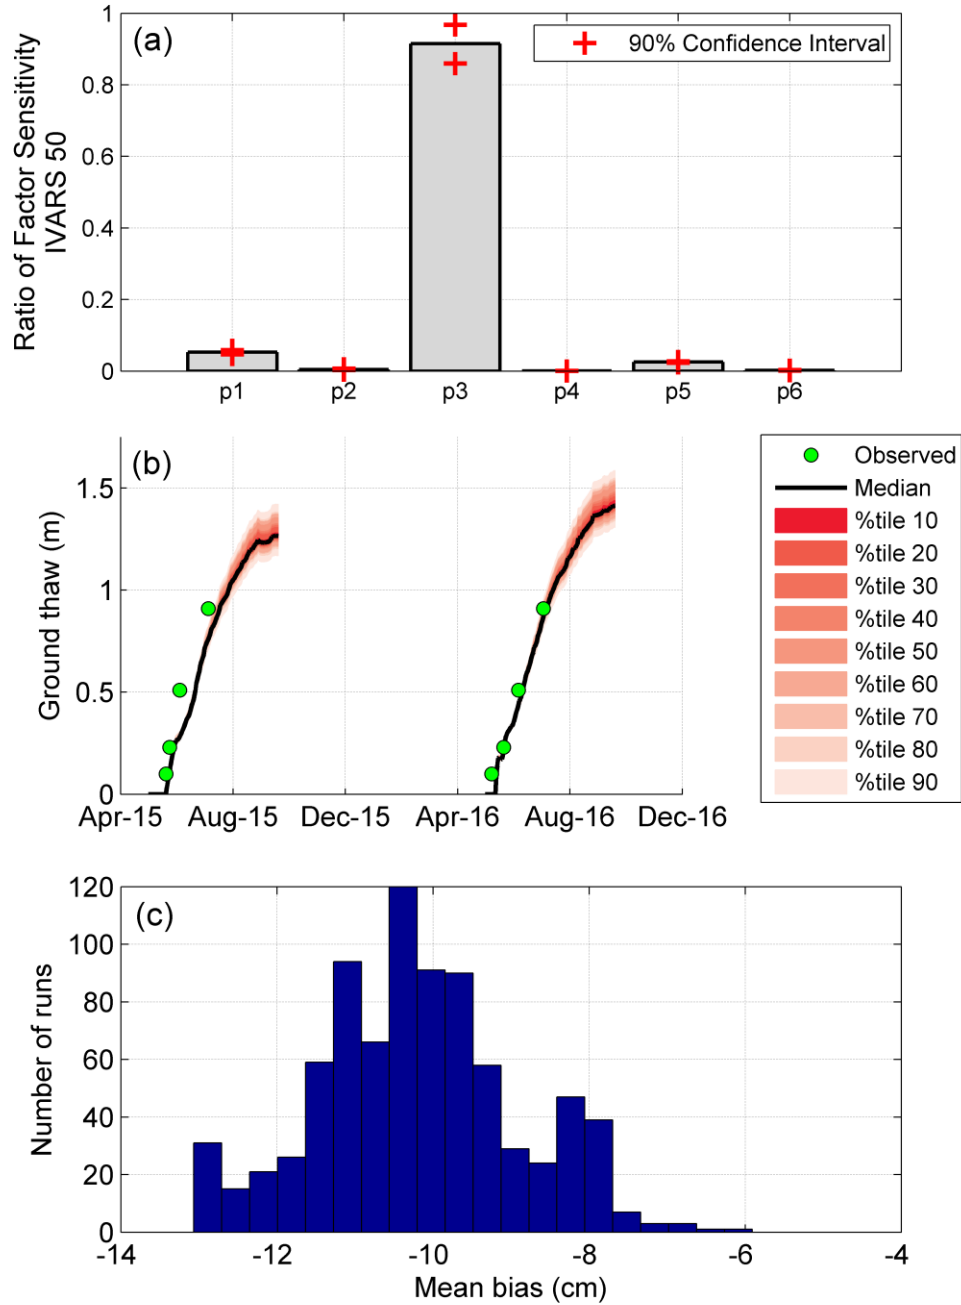 (a)
90% Confidence Interval
Ratio of Factor Sensitivity
IVARS 50
1
0.8
0.6
0.4
0.2
0
p1 p2 p3 p4 p5 p6
(b)
Ground thaw (m)
1.5
1
0.5
0
Apr-15 Aug-15 Dec-15 Apr-16 Aug-16 Dec-16
Observed
Median
%tile 10
%tile 20
%tile 30
%tile 40
%tile 50
%tile 60
%tile 70
%tile 80
%tile 90
(c)
Number of runs
120
100
80
60
40
20
0
-14 -12 -10 -8 -6 -4
Mean bias (cm)